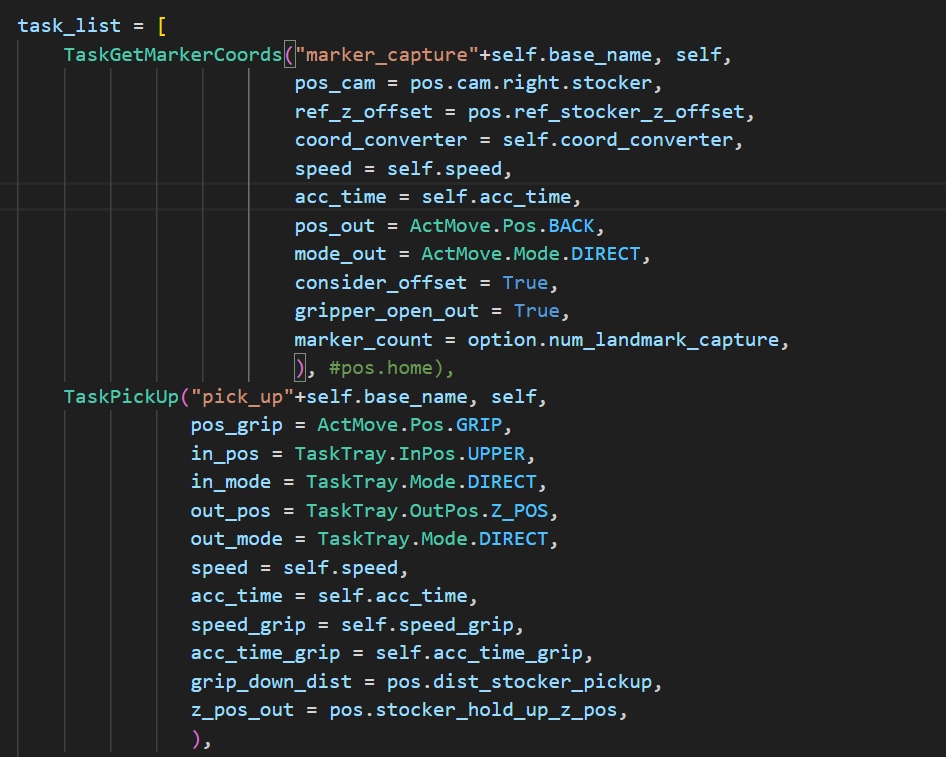 task_list = [
    TaskGetMarkerCoords("marker_capture"+self.base_name, self,
                        pos_cam = pos.cam.right.stocker,
                        ref_z_offset = pos.ref_stocker_z_offset,
                        coord_converter = self.coord_converter,
                        speed = self.speed,
                        acc_time = self.acc_time,
                        pos_out = ActMove.Pos.BACK,
                        mode_out = ActMove.Mode.DIRECT,
                        consider_offset = True,
                        gripper_open_out = True,
                        marker_count = option.num_landmark_capture,
                        ), #pos.home),
    TaskPickUp("pick_up"+self.base_name, self,
               pos_grip = ActMove.Pos.GRIP,
               in_pos = TaskTray.InPos.UPPER,
               in_mode = TaskTray.Mode.DIRECT,
               out_pos = TaskTray.OutPos.Z_POS,
               out_mode = TaskTray.Mode.DIRECT,
               speed = self.speed,
               acc_time = self.acc_time,
               speed_grip = self.speed_grip,
               acc_time_grip = self.acc_time_grip,
               grip_down_dist = pos.dist_stocker_pickup,
               z_pos_out = pos.stocker_hold_up_z_pos,
               ),